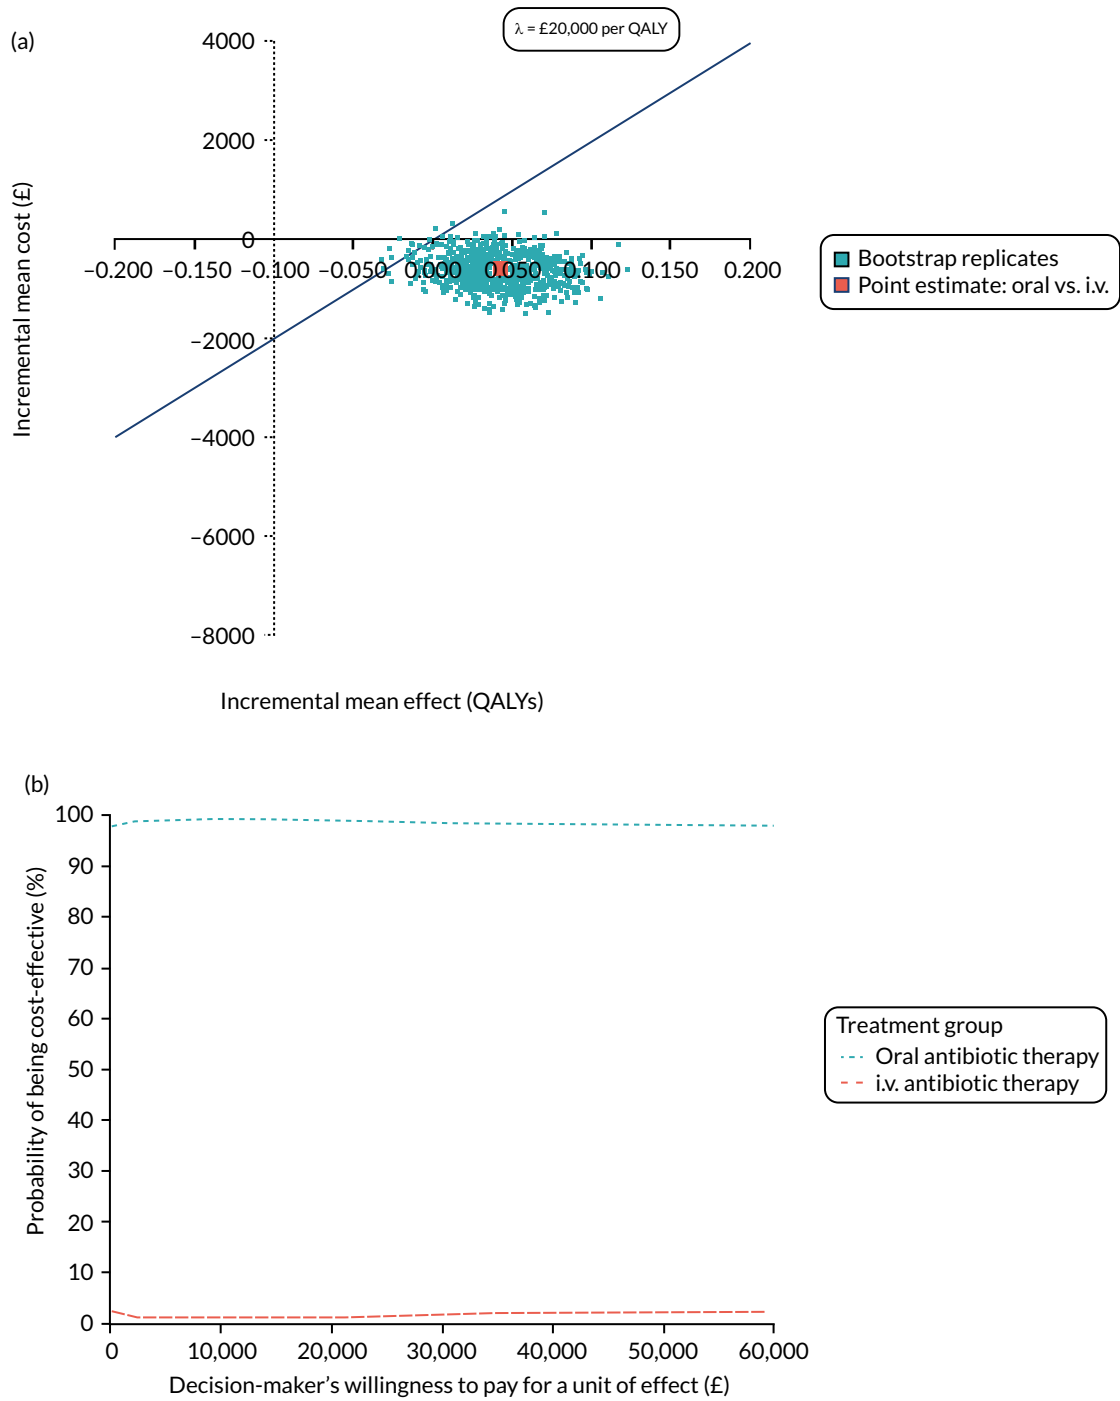 (a)
λ = £20,000 per QALY
4000
2000
0
–2000
–4000
–6000
–8000
Incremental mean cost (£)
–0.200 –0.150 –0.100 –0.050 0.000 0.050 0.100 0.150 0.200
Incremental mean effect (QALYs)
Bootstrap replicates
Point estimate: oral vs. i.v.
(b)
100
90
80
70
60
50
40
30
20
10
0
Probability of being cost-effective (%)
0 10,000 20,000 30,000 40,000 50,000 60,000
Decision-maker’s willingness to pay for a unit of effect (£)
Treatment group
Oral antibiotic therapy
i.v. antibiotic therapy